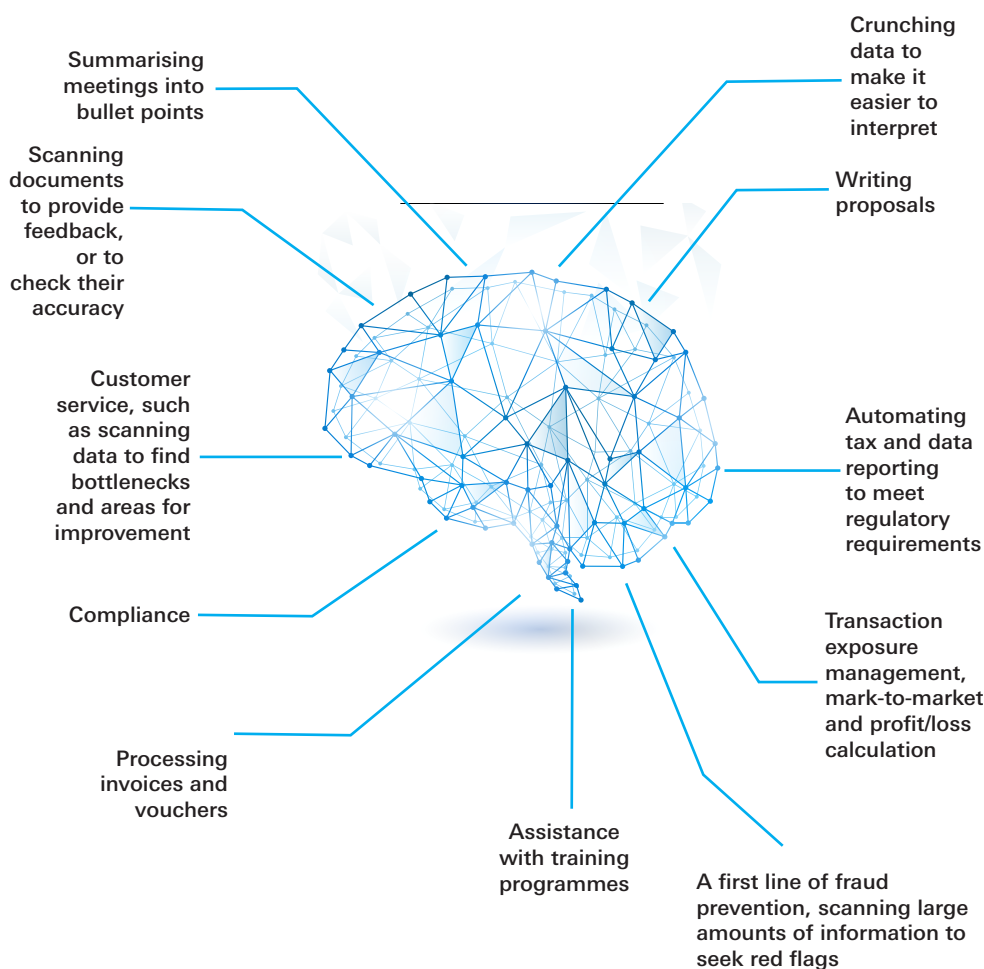 Summarising
meetings into
bullet points
Scanning
documents
to provide
feedback,
or to
check their
accuracy
Customer
service, such
as scanning
data to find
bottlenecks
and areas for
improvement
Compliance
Processing
invoices and
vouchers
Assistance
with training
programmes
Crunching
data to
make it
easier to
interpret
Writing
proposals
Automating
tax and data
reporting
to meet
regulatory
requirements
Transaction
exposure
management,
mark-to-market
and profit/loss
calculation
A first line of fraud
prevention, scanning large
amounts of information to
seek red flags